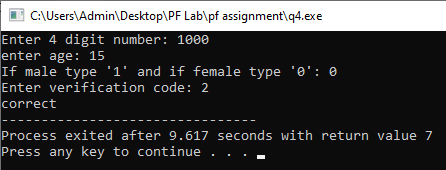 C:\Users\Admin\Desktop\PF Lab\pf assignment\q4.exe
Enter 4 digit number: 1000
enter age: 15
If male type '1' and if female type '0': 0
Enter verification code: 2
correct
--------------------------------
Process exited after 9.617 seconds with return value 7
Press any key to continue . . .